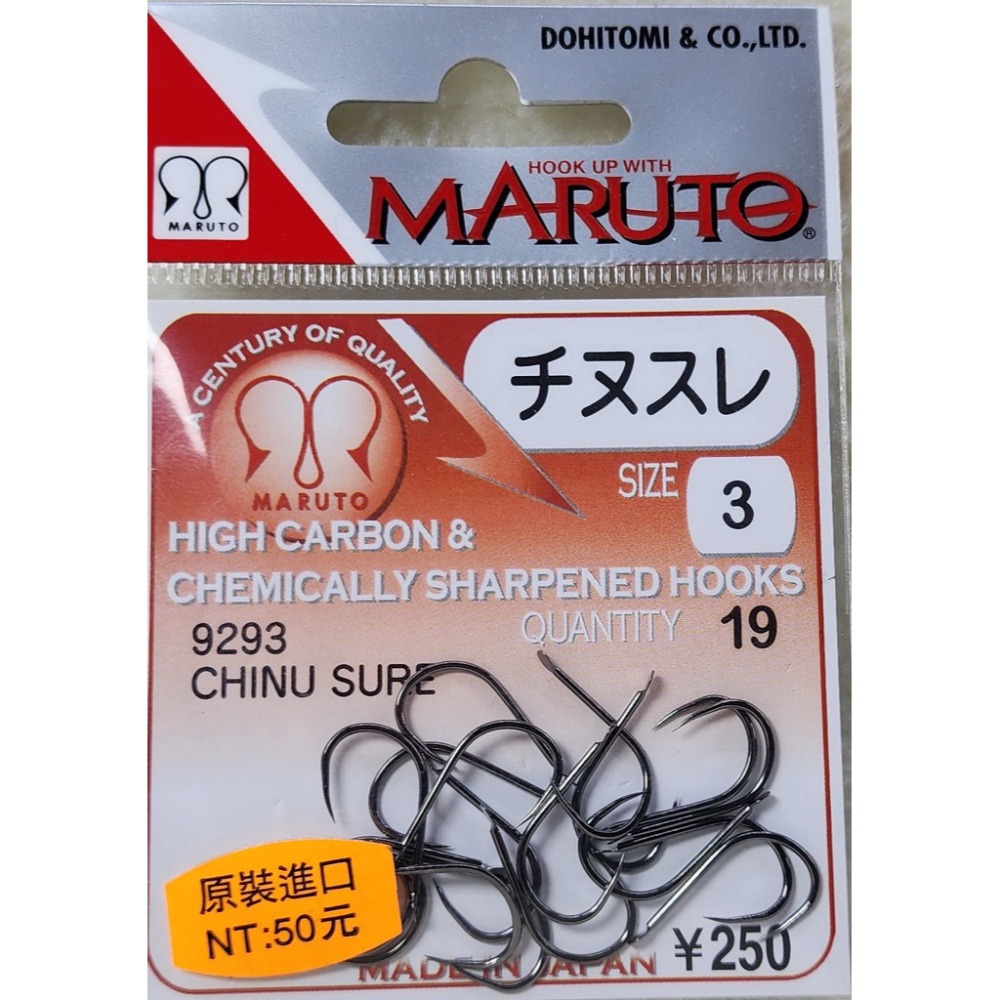 DOHITOMI & CO.,LTD.
HOOK UP WITH
MARUTO®
MARUTO
A CENTURY OF QUALITY
MARUTO
チヌスレ
SIZE 3
HIGH CARBON &
CHEMICALLY SHARPENED HOOKS
QUANTITY 19
9293
CHINU SURE
原裝進口
NT:50元
¥250
MADE IN JAPAN